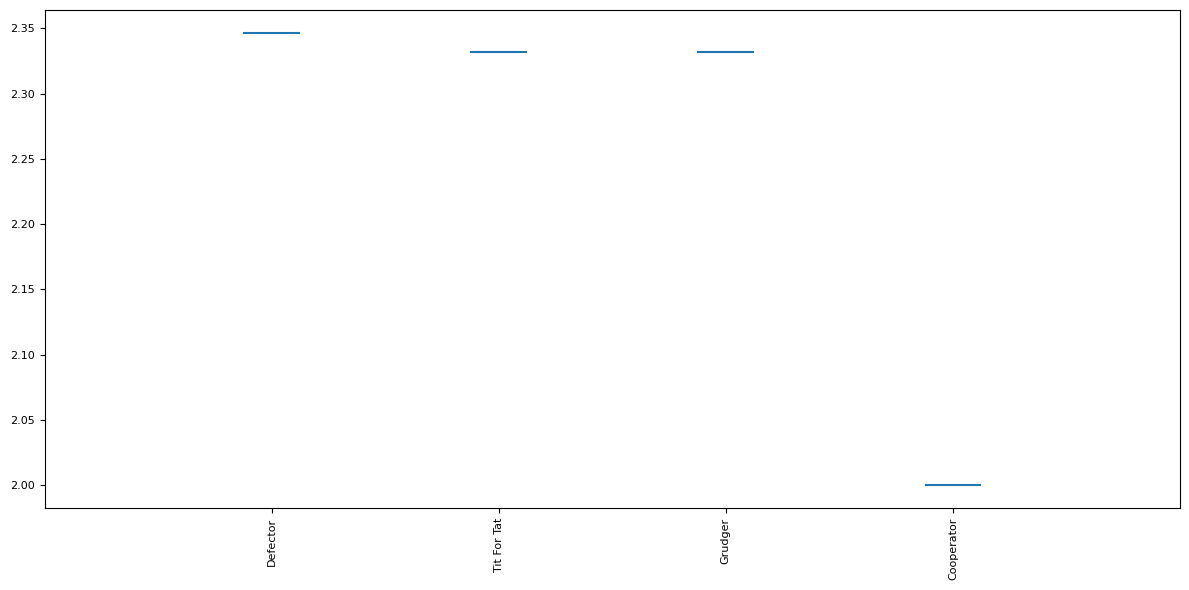 2.35
2.30
2.25
2.20
2.15
2.10
2.05
2.00
Defector
Tit For Tat
Grudger
Cooperator